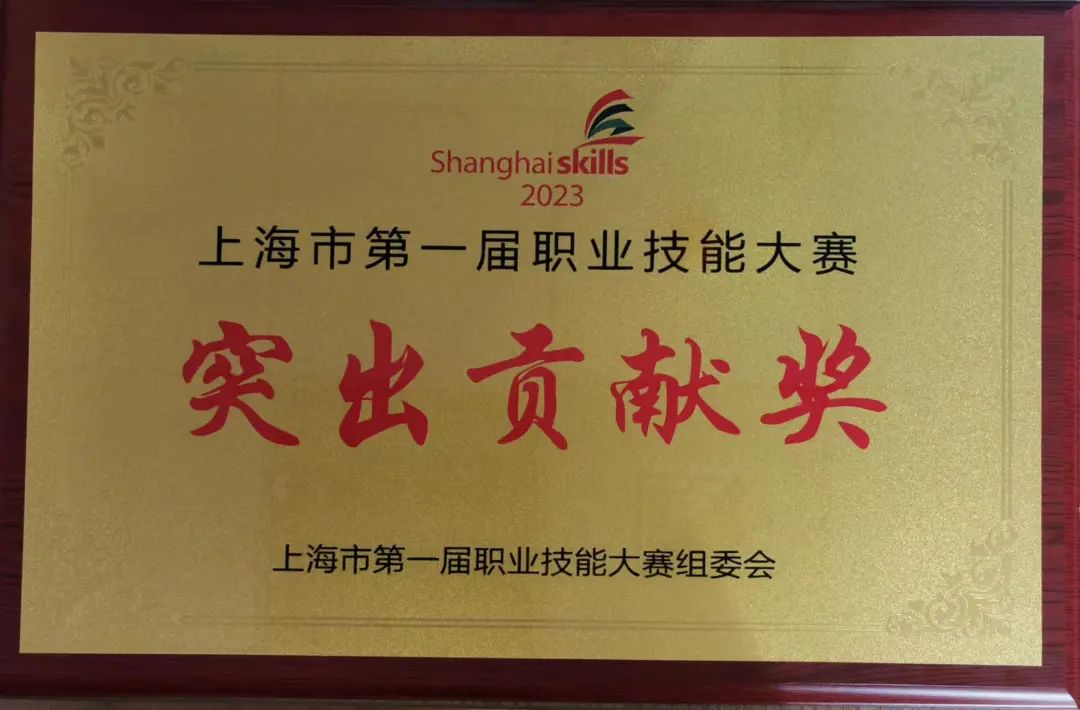 Shanghai skills
2023
上海市第一届职业技能大赛
突出贡献奖
上海市第一届职业技能大赛组委会